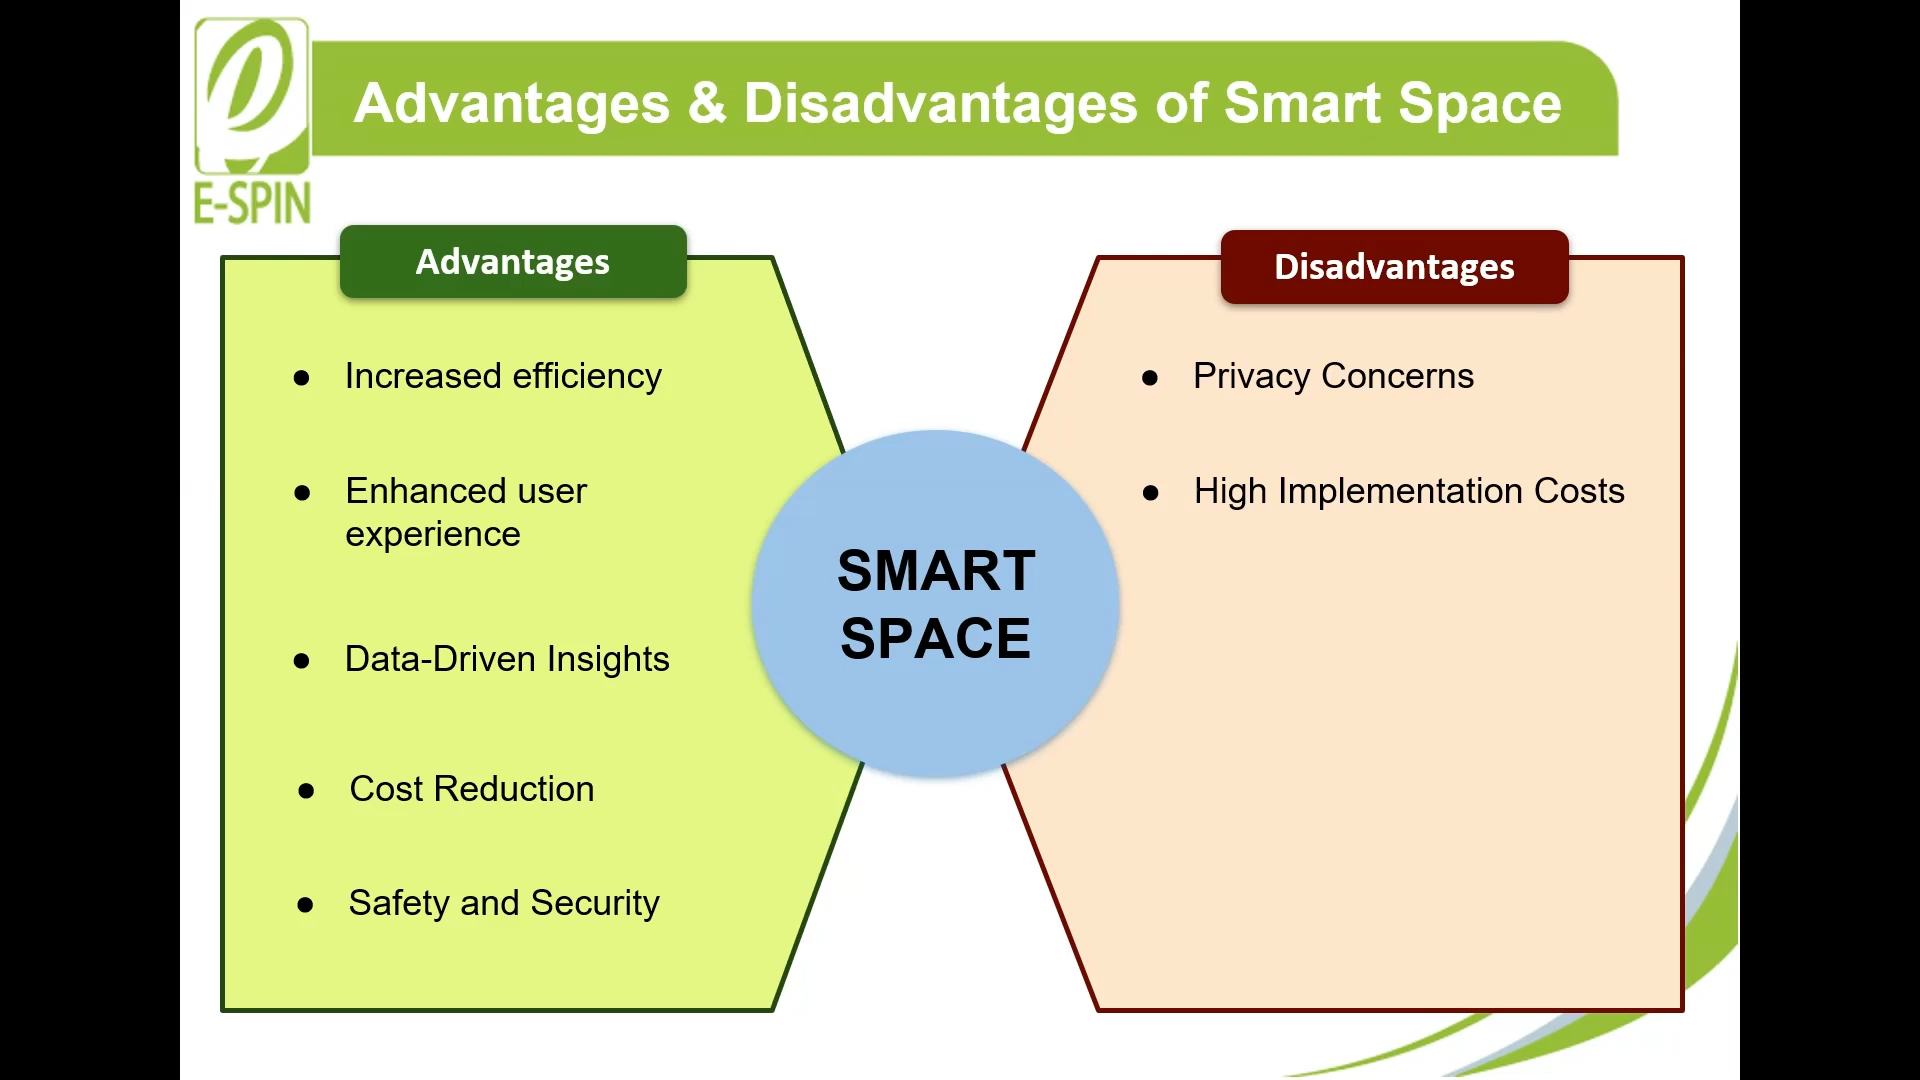 E-SPIN
Advantages & Disadvantages of Smart Space
Advantages
● Increased efficiency
● Enhanced user
experience
● Data-Driven Insights
● Cost Reduction
● Safety and Security
SMART
SPACE
Disadvantages
● Privacy Concerns
● High Implementation Costs